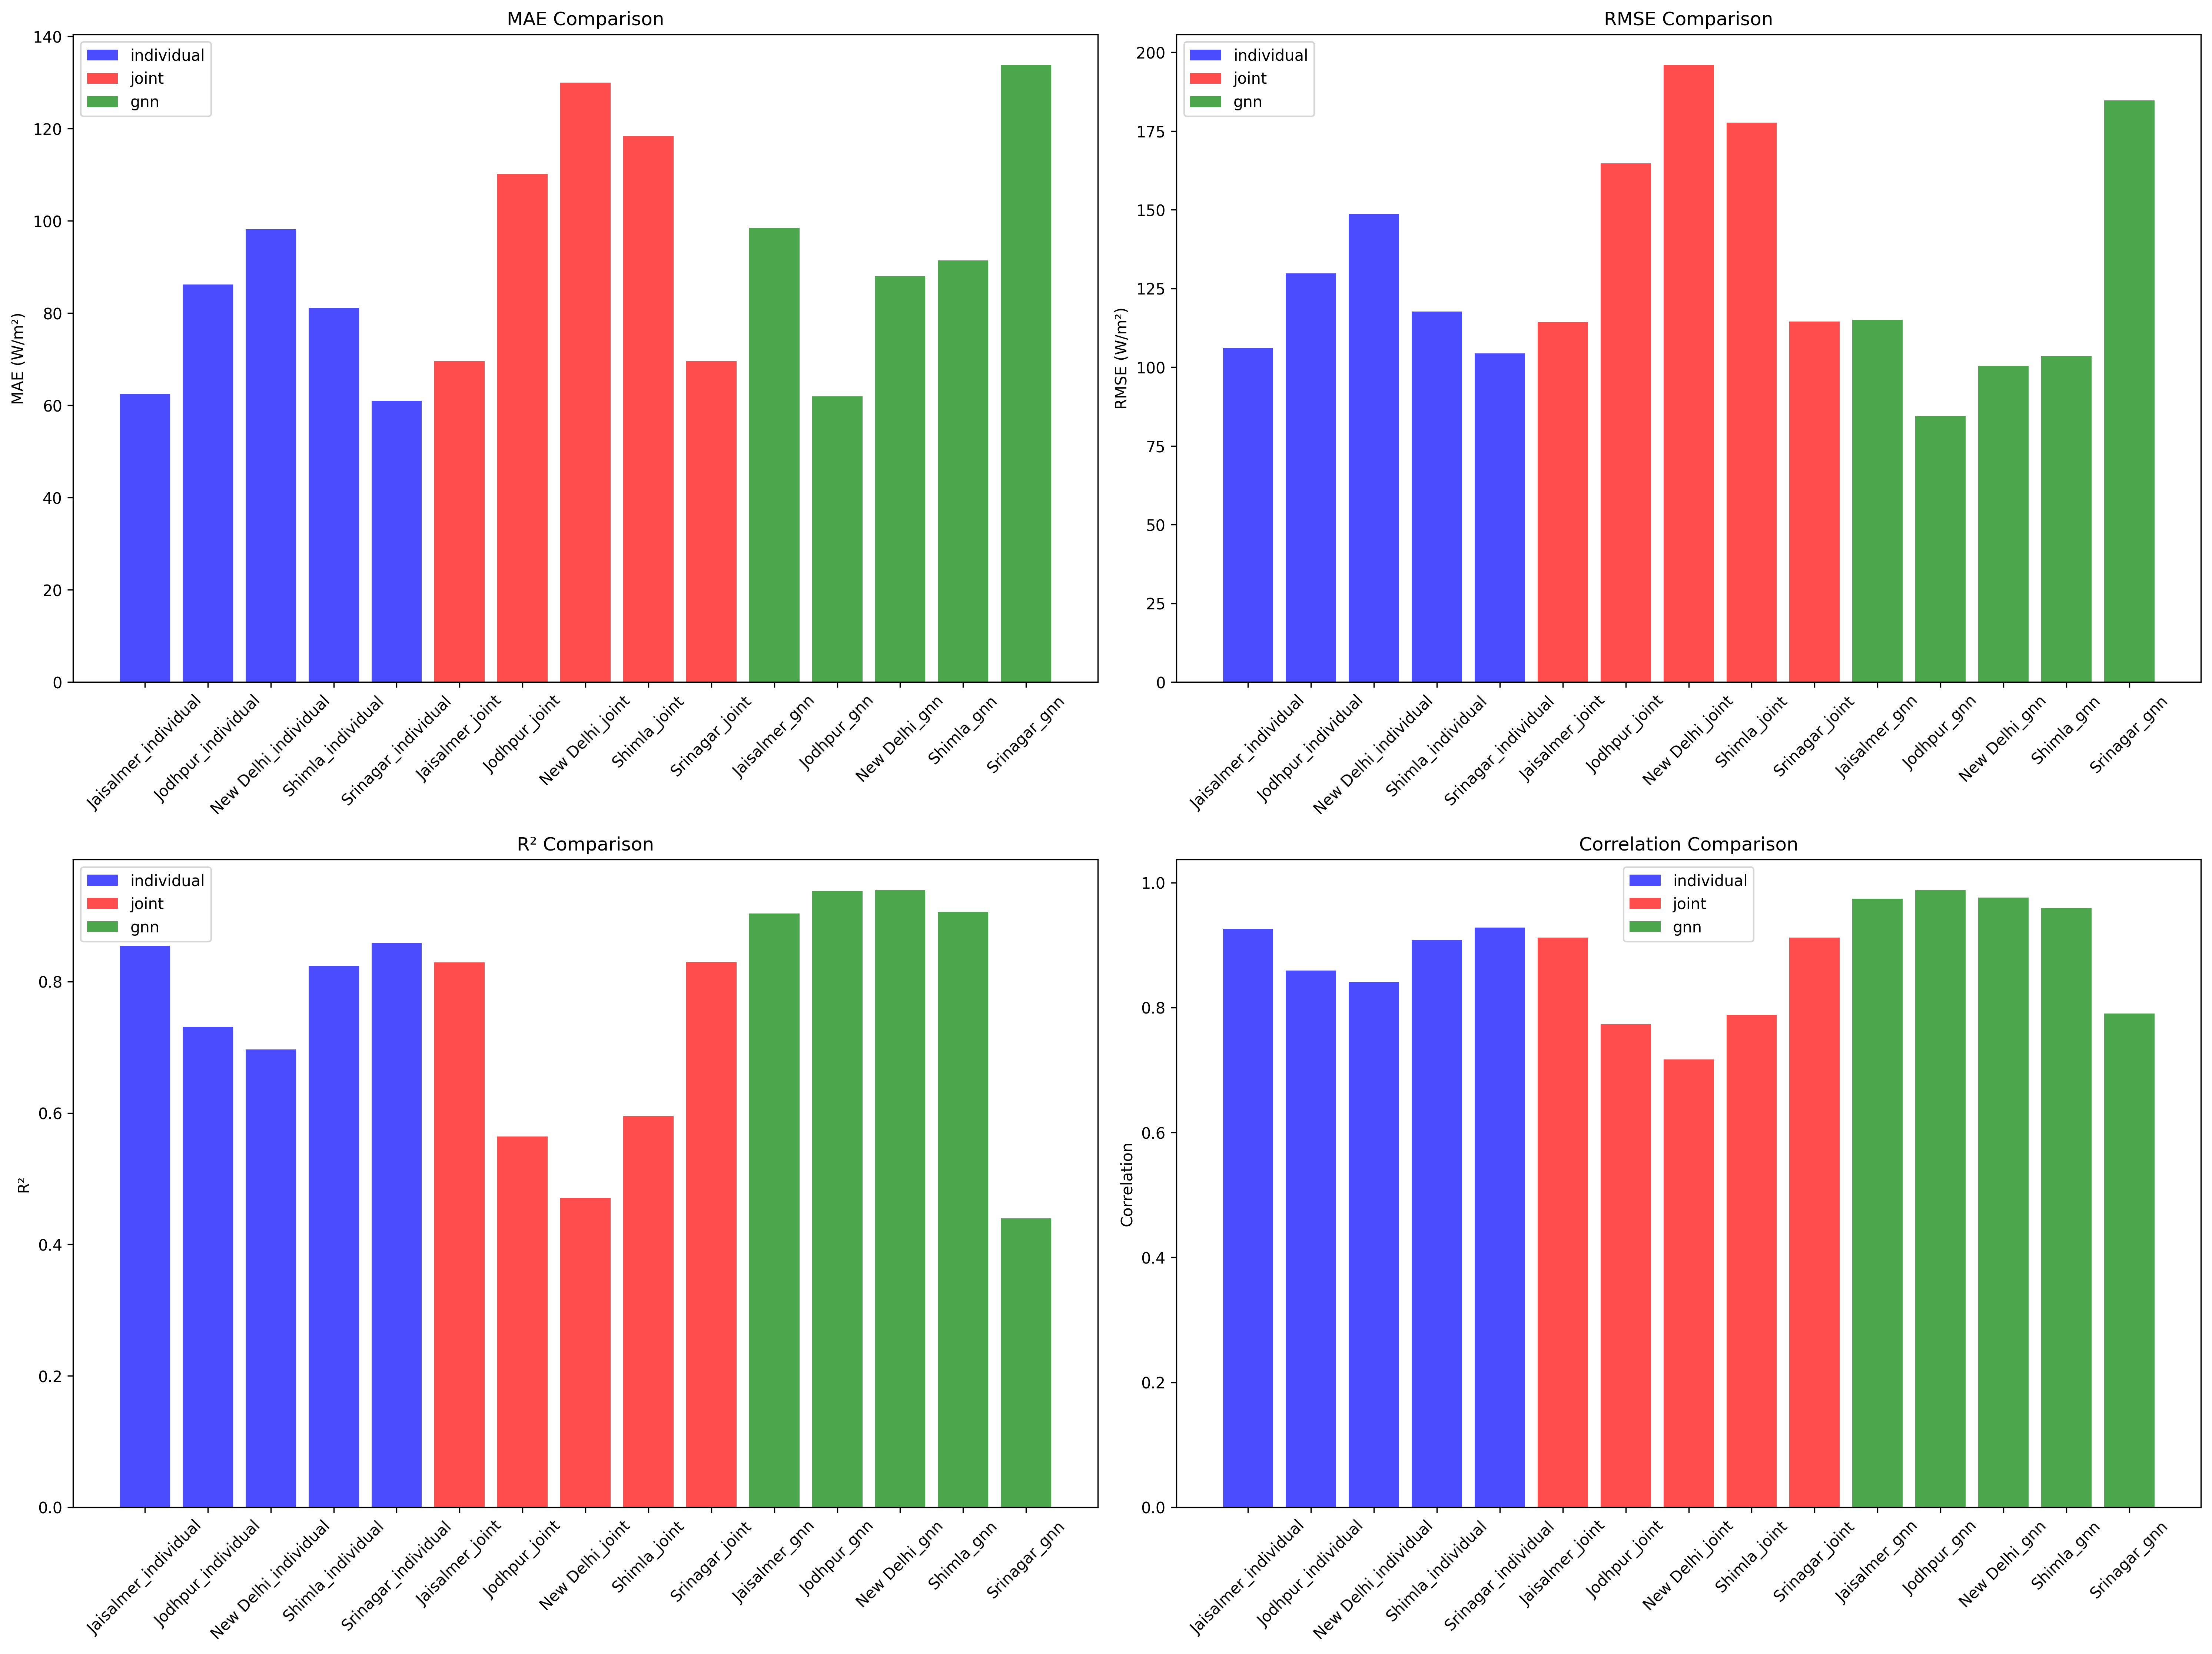 MAE Comparison
MAE (W/m²)
140
120
100
80
60
40
20
0
individual
joint
gnn
Jaisalmer_individual
Jodhpur_individual
New Delhi_individual
Shimla_individual
Srinagar_individual
Jaisalmer_joint
Jodhpur_joint
New Delhi_joint
Shimla_joint
Srinagar_joint
Jaisalmer_gnn
Jodhpur_gnn
New Delhi_gnn
Shimla_gnn
Srinagar_gnn
RMSE Comparison
RMSE (W/m²)
200
175
150
125
100
75
50
25
0
individual
joint
gnn
Jaisalmer_individual
Jodhpur_individual
New Delhi_individual
Shimla_individual
Srinagar_individual
Jaisalmer_joint
Jodhpur_joint
New Delhi_joint
Shimla_joint
Srinagar_joint
Jaisalmer_gnn
Jodhpur_gnn
New Delhi_gnn
Shimla_gnn
Srinagar_gnn
R² Comparison
R²
0.8
0.6
0.4
0.2
0.0
individual
joint
gnn
Jaisalmer_individual
Jodhpur_individual
New Delhi_individual
Shimla_individual
Srinagar_individual
Jaisalmer_joint
Jodhpur_joint
New Delhi_joint
Shimla_joint
Srinagar_joint
Jaisalmer_gnn
Jodhpur_gnn
New Delhi_gnn
Shimla_gnn
Srinagar_gnn
Correlation Comparison
Correlation
1.0
0.8
0.6
0.4
0.2
0.0
individual
joint
gnn
Jaisalmer_individual
Jodhpur_individual
New Delhi_individual
Shimla_individual
Srinagar_individual
Jaisalmer_joint
Jodhpur_joint
New Delhi_joint
Shimla_joint
Srinagar_joint
Jaisalmer_gnn
Jodhpur_gnn
New Delhi_gnn
Shimla_gnn
Srinagar_gnn